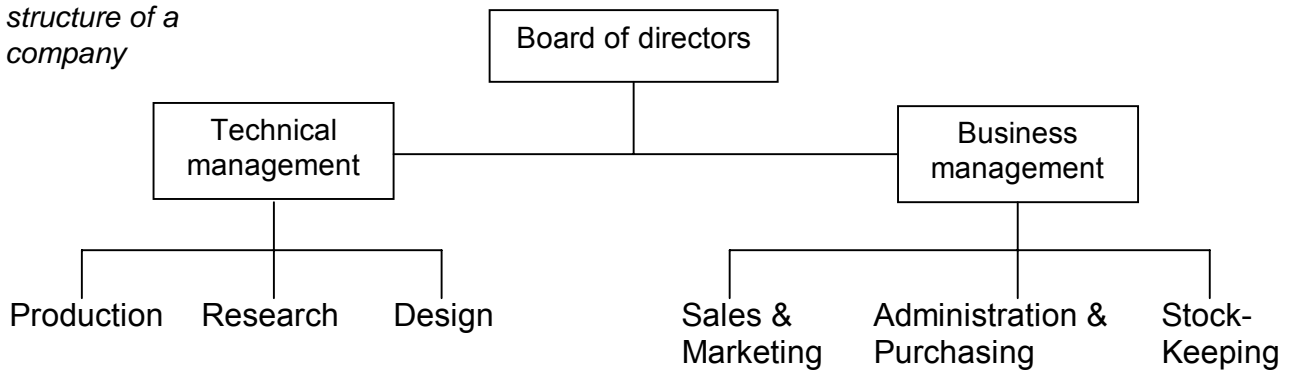 structure of a
company
Board of directors
Technical
management
Business
management
Production
Research
Design
Sales &
Marketing
Administration &
Purchasing
Stock-
Keeping